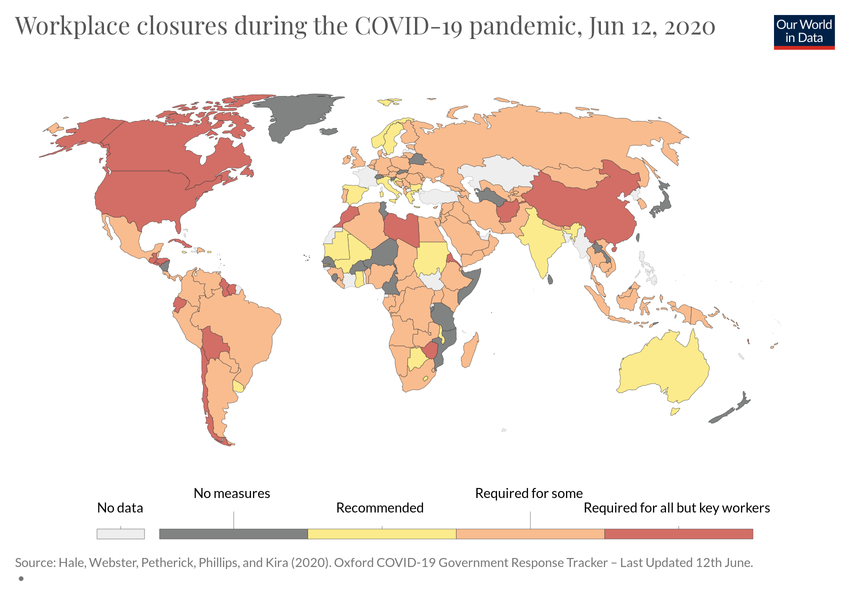 Workplace closures during the COVID-19 pandemic, Jun 12, 2020
Our World
in Data
No data
No measures
Recommended
Required for some
Required for all but key workers
Source: Hale, Webster, Petherick, Phillips, and Kira (2020). Oxford COVID-19 Government Response Tracker – Last Updated 12th June.